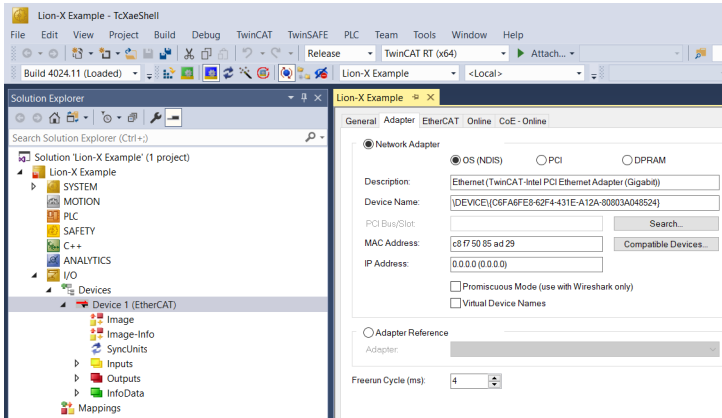 Lion-X Example - TcXaeShell
File Edit View Project Build Debug TwinCAT TwinSAFE PLC Team Tools Window Help
Release TwinCAT RT (x64) Attach...
Build 4024.11 (Loaded) Lion-X Example <Local>
Solution Explorer
Search Solution Explorer (Ctrl+;)
Solution 'Lion-X Example' (1 project)
Lion-X Example
SYSTEM
MOTION
PLC
SAFETY
C++
ANALYTICS
I/O
Devices
Device 1 (EtherCAT)
Image
Image-Info
SyncUnits
Inputs
Outputs
InfoData
Mappings
Lion-X Example
General Adapter EtherCAT Online CoE - Online
Network Adapter
OS (NDIS) PCI DPRAM
Description: Ethernet (TwinCAT-Intel PCI Ethernet Adapter (Gigabit))
Device Name: \DEVICE\{C6FA6FE8-62F4-431E-A12A-80803A048524}
PCI Bus/Slot: Search...
MAC Address: c8 f7 50 85 ad 29 Compatible Devices...
IP Address: 0.0.0.0 (0.0.0.0)
Promiscuous Mode (use with Wireshark only)
Virtual Device Names
Adapter Reference
Adapter:
Freerun Cycle (ms): 4